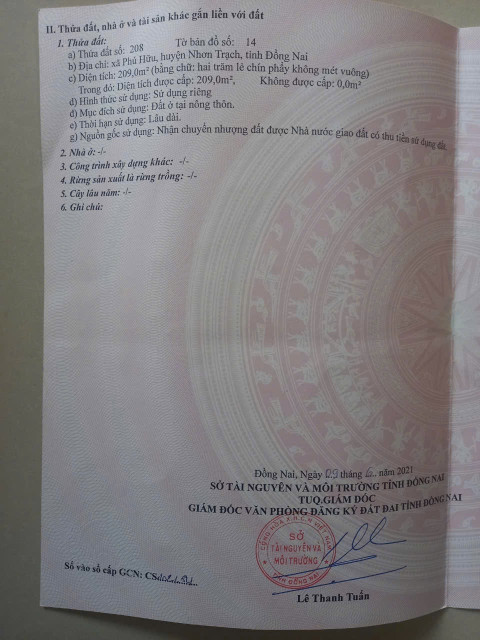 II. Thửa đất, nhà ở và tài sản khác gắn liền với đất
1. Thửa đất:
a) Thửa đất số: 208 Tờ bản đồ số: 14
b) Địa chỉ: xã Phú Hữu, huyện Nhơn Trạch, tỉnh Đồng Nai
c) Diện tích: 209,0m² (bằng chữ: hai trăm lẻ chín phẩy không mét vuông)
Trong đó: Diện tích được cấp: 209,0m², Không được cấp: 0,0m²
d) Hình thức sử dụng: Sử dụng riêng
đ) Mục đích sử dụng: Đất ở tại nông thôn.
e) Thời hạn sử dụng: Lâu dài.
g) Nguồn gốc sử dụng: Nhận chuyển nhượng đất được Nhà nước giao đất có thu tiền sử dụng đất.
2. Nhà ở: -/-
3. Công trình xây dựng khác: -/-
4. Rừng sản xuất là rừng trồng: -/-
5. Cây lâu năm: -/-
6. Ghi chú:
Đồng Nai, Ngày 09 tháng năm 2021
SỞ TÀI NGUYÊN VÀ MÔI TRƯỜNG TỈNH ĐỒNG NAI
TUQ.GIÁM ĐỐC
GIÁM ĐỐC VĂN PHÒNG ĐĂNG KÝ ĐẤT ĐAI TỈNH ĐỒNG NAI
CỘNG HÒA X.H.C.N VIỆT NAM
SỞ
TÀI NGUYÊN VÀ
MÔI TRƯỜNG
TỈNH ĐỒNG NAI
Số vào sổ cấp GCN: CS
Lê Thanh Tuấn